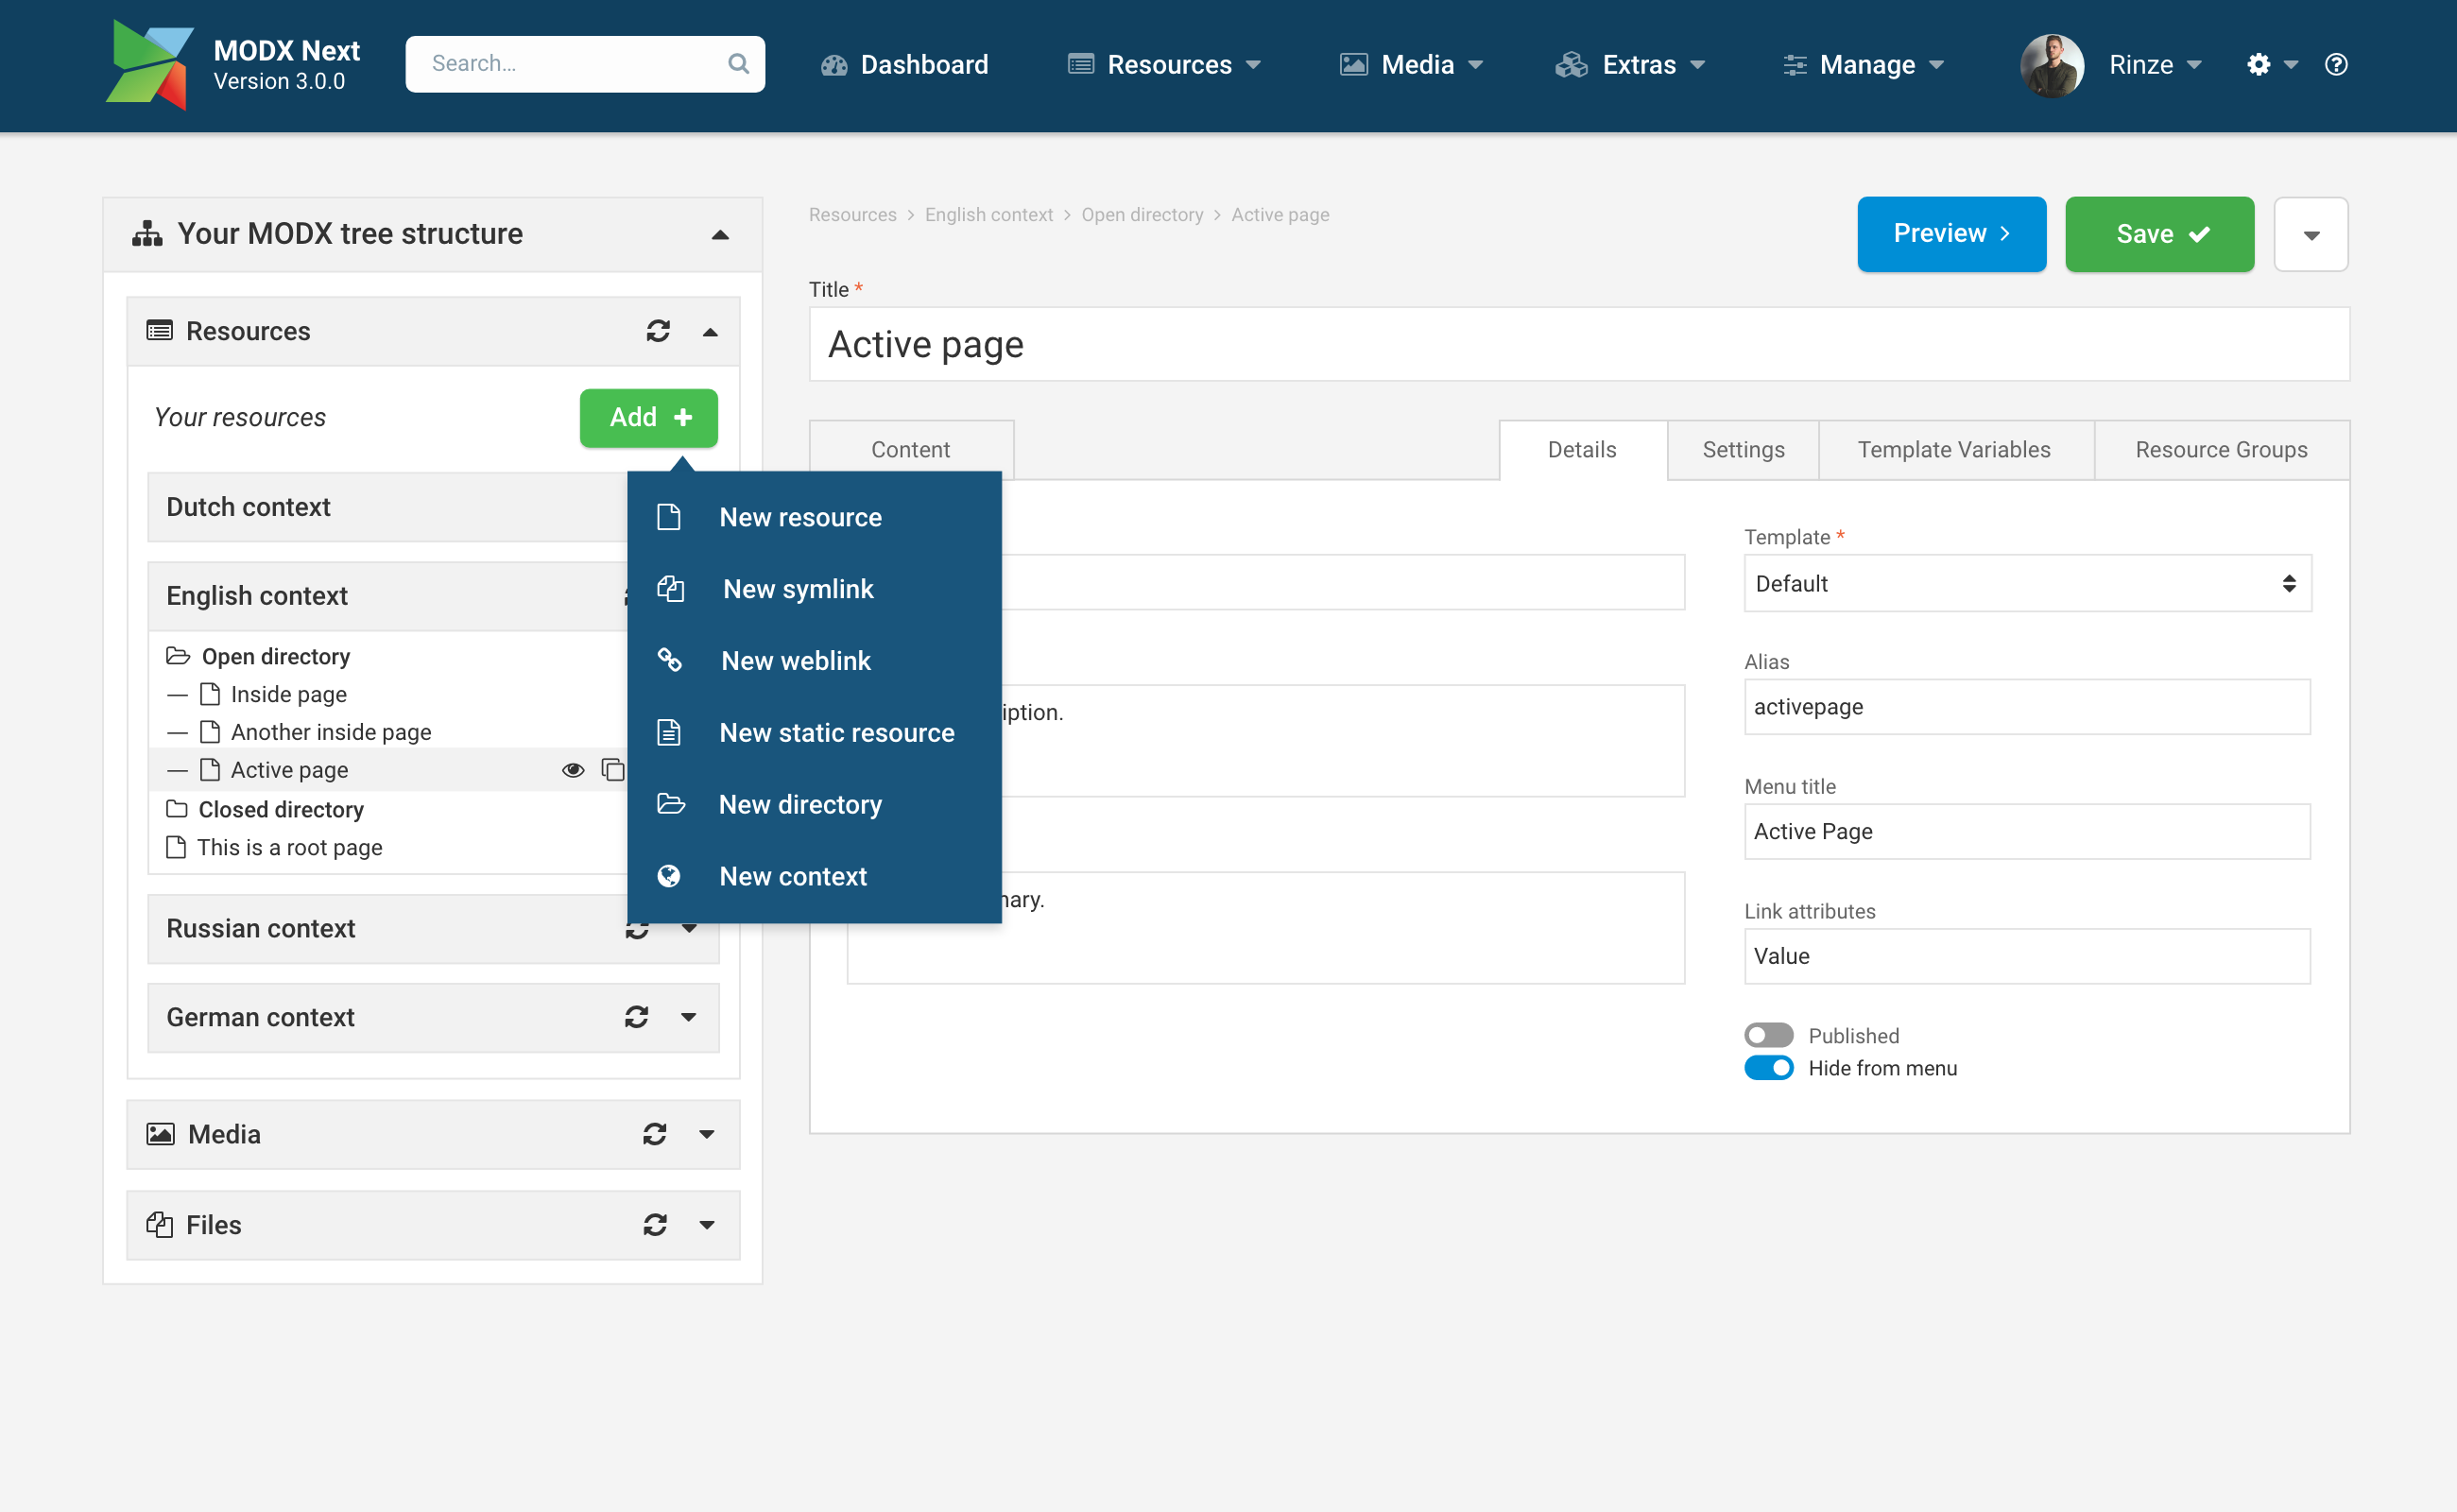 MODX Next
Version 3.0.0
Search...
Dashboard
Resources
Media
Extras
Manage
Rinze
Your MODX tree structure
Resources
Your resources
Add
Dutch context
English context
Open directory
Inside page
Another inside page
Active page
Closed directory
This is a root page
Russian context
German context
Media
Files
New resource
New symlink
New weblink
New static resource
New directory
New context
Resources > English context > Open directory > Active page
Preview
Save
Title *
Active page
Content
Details
Settings
Template Variables
Resource Groups
iption.
ary.
Template *
Default
Alias
activepage
Menu title
Active Page
Link attributes
Value
Published
Hide from menu